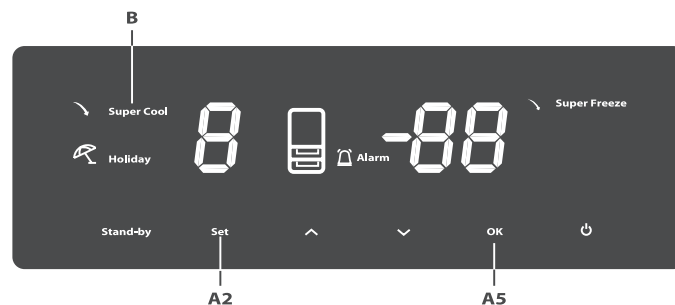 B
Super Cool
Super Freeze
8
-88
Holiday
Alarm
Stand-by
Set
OK
A2
A5